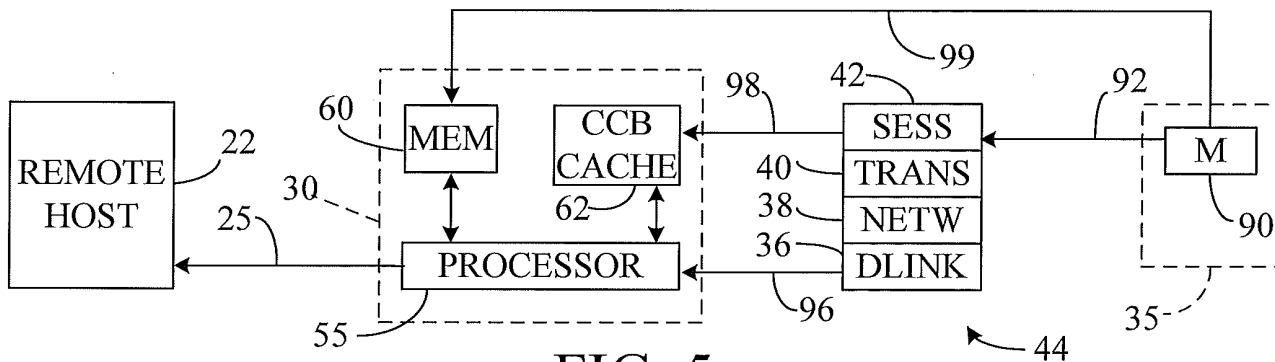 99
42
98
92
60
MEM
CCB
CACHE
SESS
M
22
REMOTE
HOST
40
TRANS
30
62
38
NETW
90
25
36
PROCESSOR
DLINK
55
96
35
44
FIG. 5